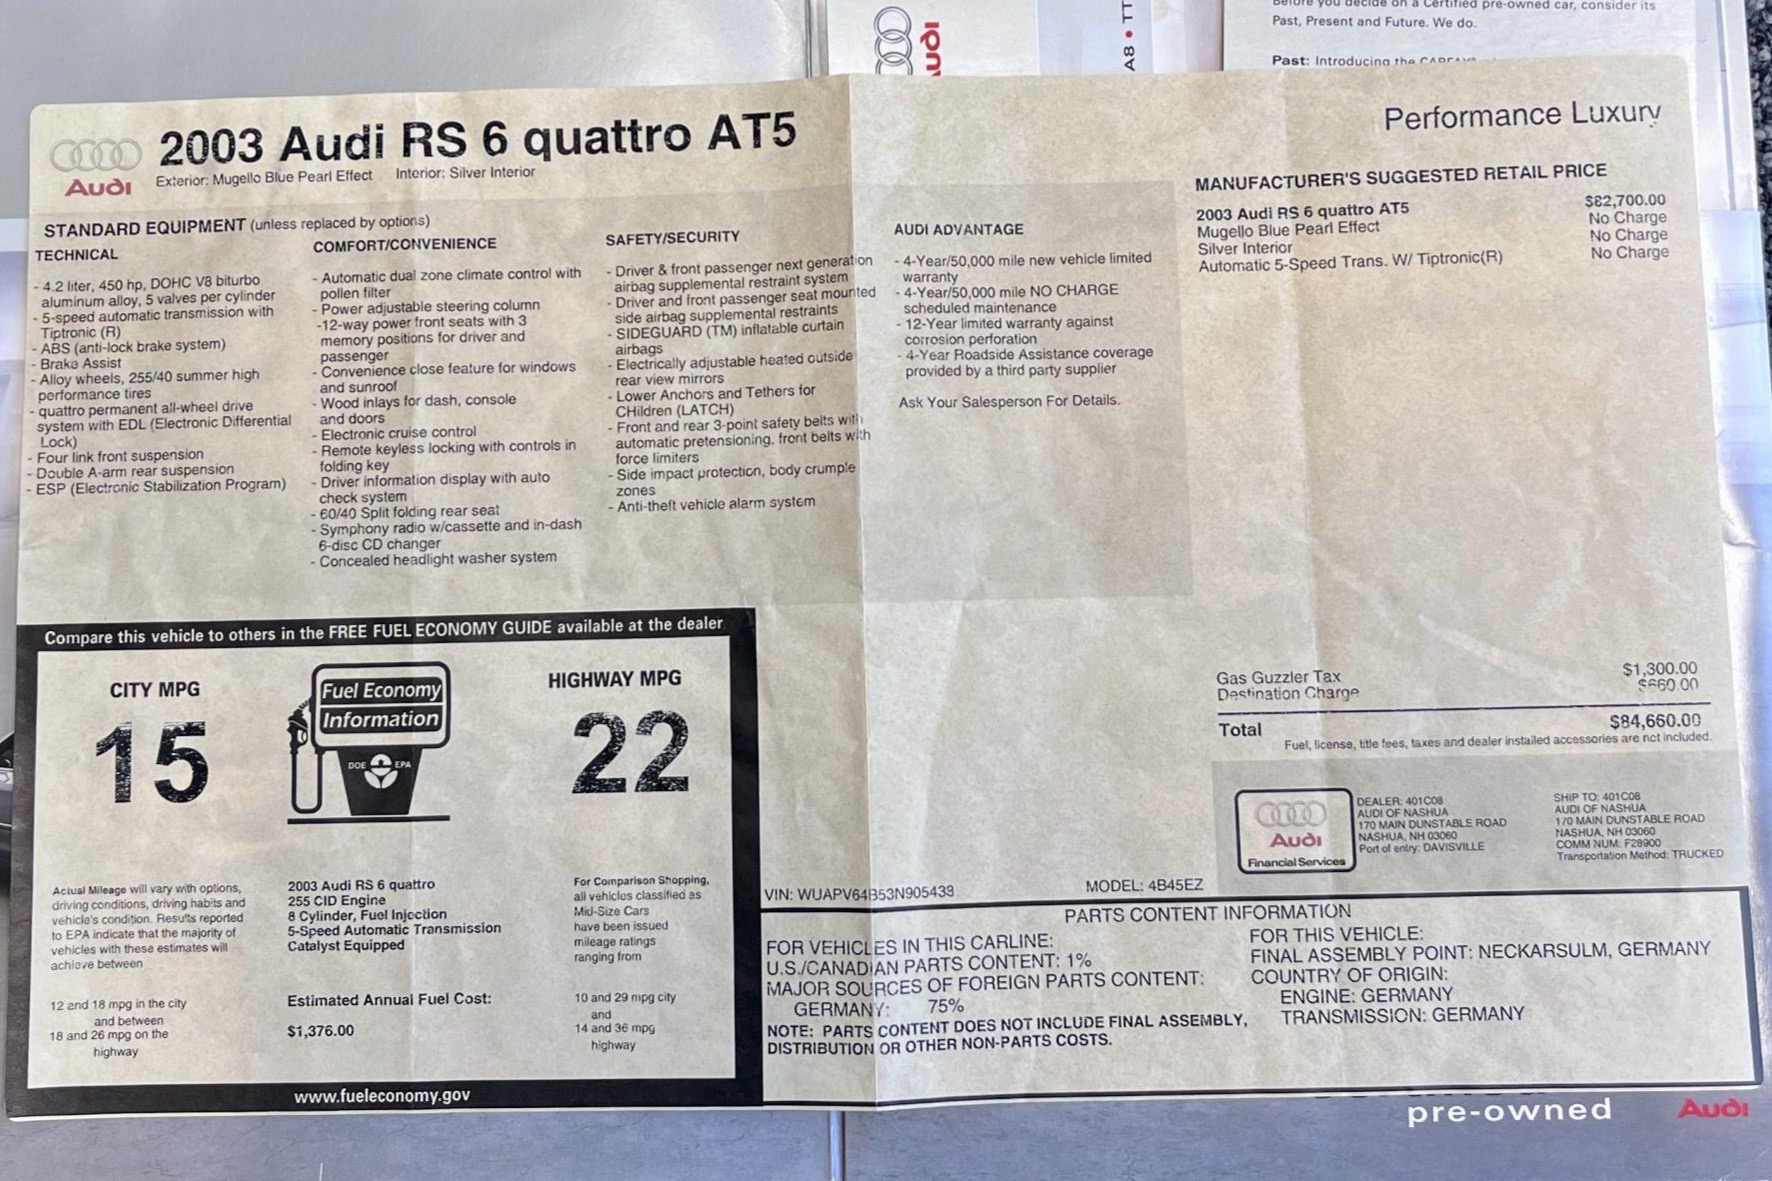 Before you decide on a Certified pre-owned car, consider its
Past, Present and Future. We do.
Past: Introducing the
Audi
A8 • TT
2003 Audi RS 6 quattro AT5
Audi
Exterior: Mugello Blue Pearl Effect Interior: Silver Interior
Performance Luxury
STANDARD EQUIPMENT (unless replaced by options)
TECHNICAL
- 4.2 liter, 450 hp, DOHC V8 biturbo
aluminum alloy, 5 valves per cylinder
- 5-speed automatic transmission with
Tiptronic (R)
- ABS (anti-lock brake system)
- Brake Assist
- Alloy wheels, 255/40 summer high
performance tires
- quattro permanent all-wheel drive
system with EDL (Electronic Differential
Lock)
- Four link front suspension
- Double A-arm rear suspension
- ESP (Electronic Stabilization Program)
COMFORT/CONVENIENCE
- Automatic dual zone climate control with
pollen filter
- Power adjustable steering column
-12-way power front seats with 3
memory positions for driver and
passenger
- Convenience close feature for windows
and sunroof
- Wood inlays for dash, console
and doors
- Electronic cruise control
- Remote keyless locking with controls in
folding key
- Driver information display with auto
check system
- 60/40 Split folding rear seat
- Symphony radio w/cassette and in-dash
6-disc CD changer
- Concealed headlight washer system
SAFETY/SECURITY
- Driver & front passenger next generation
airbag supplemental restraint system
- Driver and front passenger seat mounted
side airbag supplemental restraints
- SIDEGUARD (TM) inflatable curtain
airbags
- Electrically adjustable heated outside
rear view mirrors
- Lower Anchors and Tethers for
CHildren (LATCH)
- Front and rear 3-point safety belts with
automatic pretensioning, front belts with
force limiters
- Side impact protection, body crumple
zones
- Anti-theft vehicle alarm system
AUDI ADVANTAGE
- 4-Year/50,000 mile new vehicle limited
warranty
- 4-Year/50,000 mile NO CHARGE
scheduled maintenance
- 12-Year limited warranty against
corrosion perforation
- 4-Year Roadside Assistance coverage
provided by a third party supplier
Ask Your Salesperson For Details.
MANUFACTURER'S SUGGESTED RETAIL PRICE
2003 Audi RS 6 quattro AT5 $82,700.00
Mugello Blue Pearl Effect No Charge
Silver Interior No Charge
Automatic 5-Speed Trans. W/ Tiptronic(R) No Charge
Gas Guzzler Tax $1,300.00
Destination Charge $660.00
Total $84,660.00
Fuel, license, title fees, taxes and dealer installed accessories are not included.
Compare this vehicle to others in the FREE FUEL ECONOMY GUIDE available at the dealer
CITY MPG
15
Fuel Economy
Information
DOE EPA
HIGHWAY MPG
22
Actual Mileage will vary with options,
driving conditions, driving habits and
vehicle's condition. Results reported
to EPA indicate that the majority of
vehicles with these estimates will
achieve between
12 and 18 mpg in the city
and between
18 and 26 mpg on the
highway
2003 Audi RS 6 quattro
255 CID Engine
8 Cylinder, Fuel Injection
5-Speed Automatic Transmission
Catalyst Equipped
Estimated Annual Fuel Cost:
$1,376.00
For Comparison Shopping,
all vehicles classified as
Mid-Size Cars
have been issued
mileage ratings
ranging from
10 and 29 mpg city
and
14 and 36 mpg
highway
www.fueleconomy.gov
Audi
Financial Services
DEALER: 401C08
AUDI OF NASHUA
170 MAIN DUNSTABLE ROAD
NASHUA, NH 03060
Port of entry: DAVISVILLE
SHIP TO: 401C08
AUDI OF NASHUA
170 MAIN DUNSTABLE ROAD
NASHUA, NH 03060
COMM NUM: F28900
Transportation Method: TRUCKED
VIN: WUAPV64B53N905438 MODEL: 4B45EZ
PARTS CONTENT INFORMATION
FOR VEHICLES IN THIS CARLINE:
U.S./CANADIAN PARTS CONTENT: 1%
MAJOR SOURCES OF FOREIGN PARTS CONTENT:
GERMANY: 75%
NOTE: PARTS CONTENT DOES NOT INCLUDE FINAL ASSEMBLY,
DISTRIBUTION OR OTHER NON-PARTS COSTS.
FOR THIS VEHICLE:
FINAL ASSEMBLY POINT: NECKARSULM, GERMANY
COUNTRY OF ORIGIN:
ENGINE: GERMANY
TRANSMISSION: GERMANY
pre-owned Audi